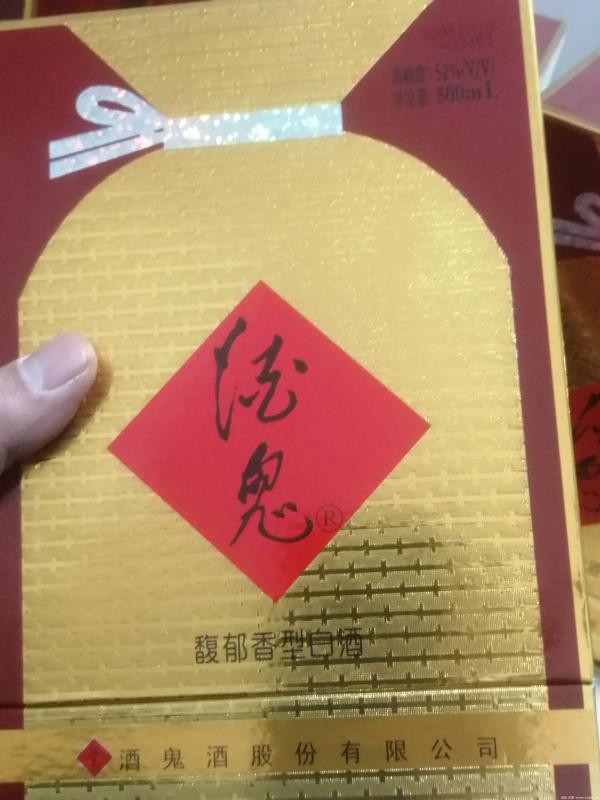 酒精度:52%(V/V)
净含量:500mL
酒
鬼®
馥郁香型白酒
酒鬼酒股份有限公司